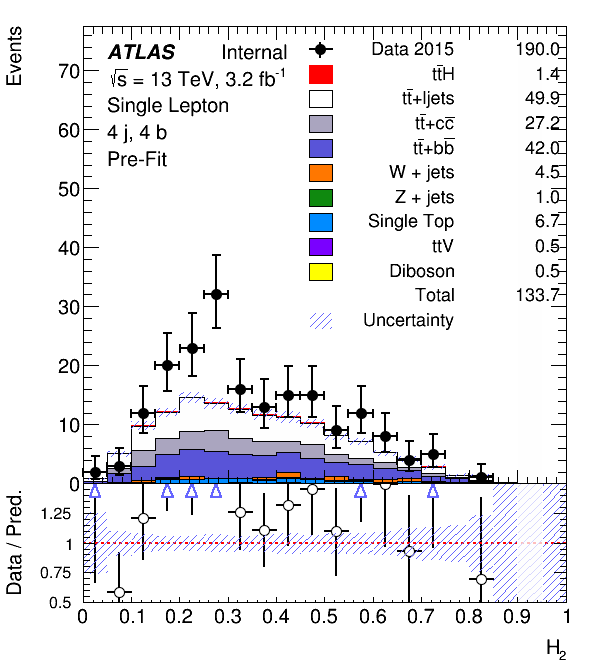 Events
ATLAS Internal
√s = 13 TeV, 3.2 fb⁻¹
Single Lepton
4 j, 4 b
Pre-Fit
Data 2015 190.0
tt̄H 1.4
tt̄+ljets 49.9
tt̄+cc̄ 27.2
tt̄+bb̄ 42.0
W + jets 4.5
Z + jets 1.0
Single Top 6.7
ttV 0.5
Diboson 0.5
Total 133.7
Uncertainty
70
60
50
40
30
20
10
0
Data / Pred.
1.25
1
0.75
0.5
0 0.1 0.2 0.3 0.4 0.5 0.6 0.7 0.8 0.9 1
H₂